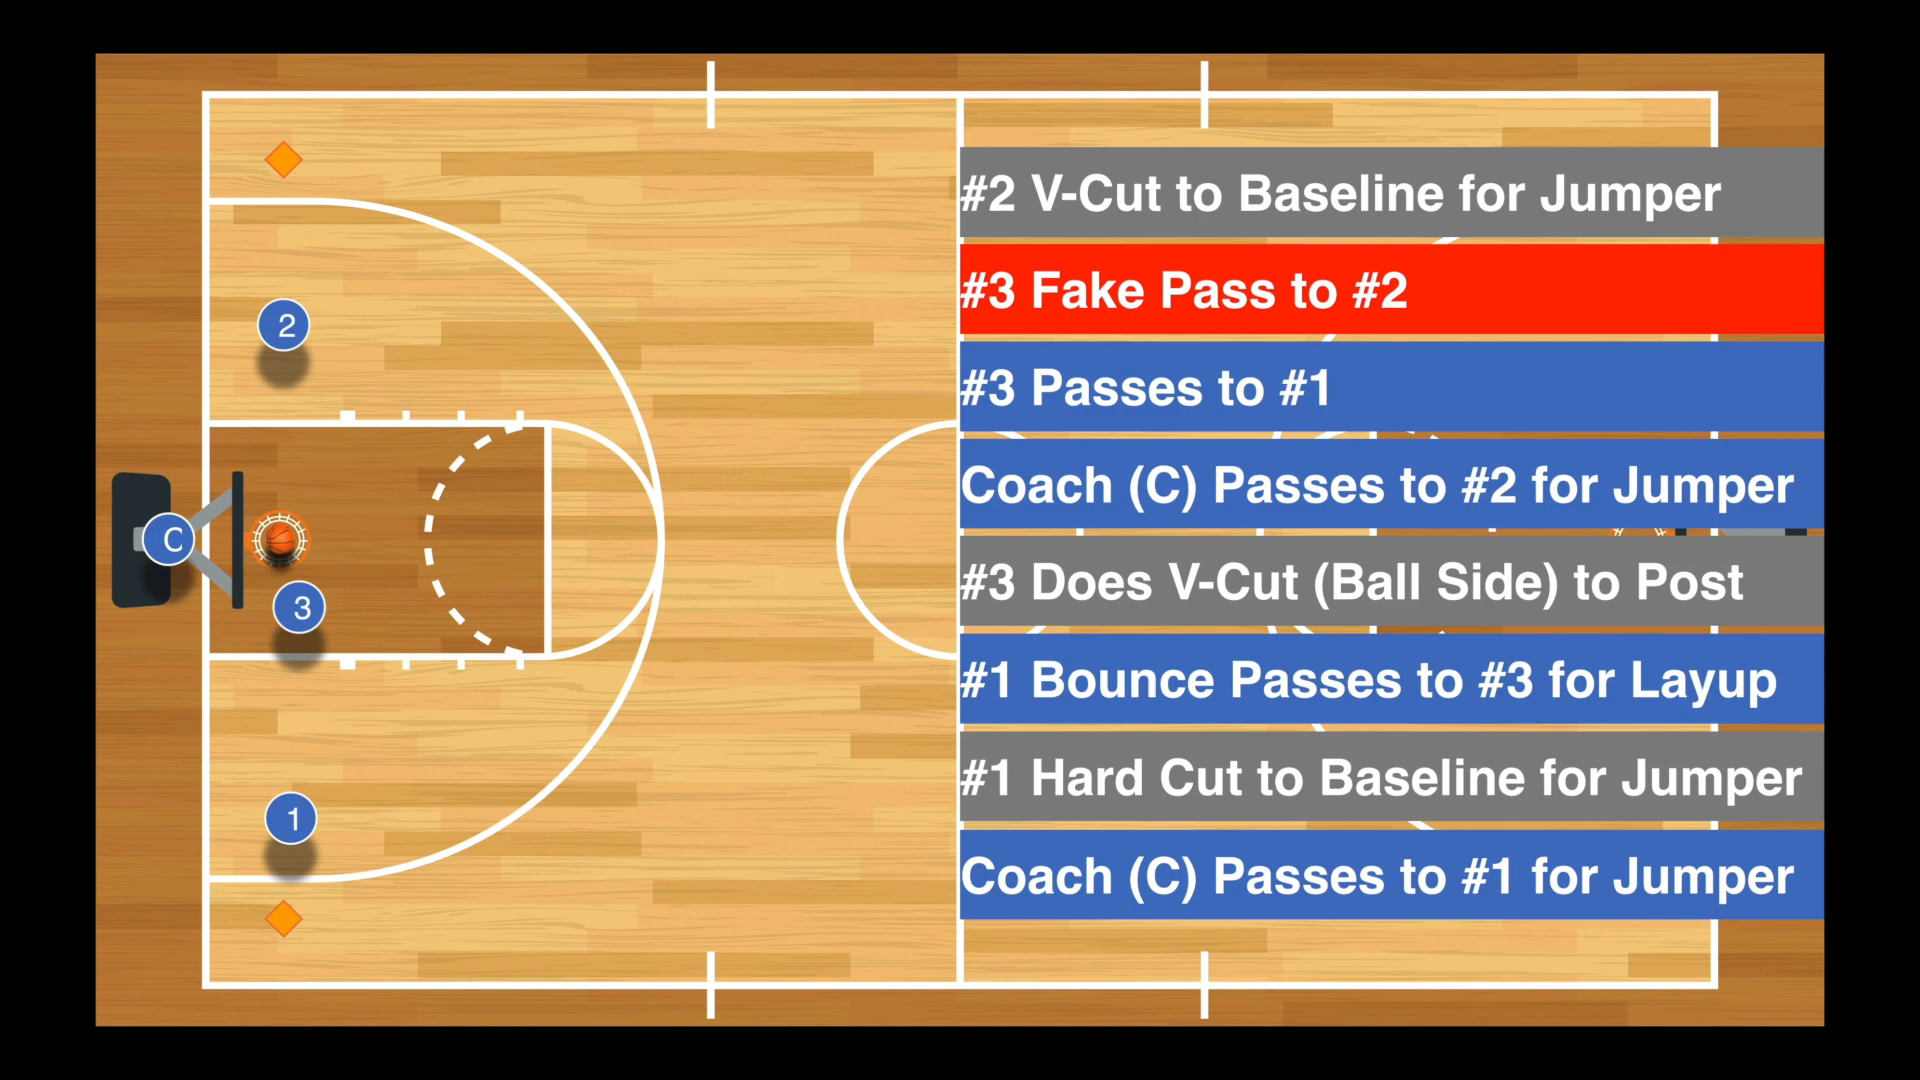 #2 V-Cut to Baseline for Jumper
#3 Fake Pass to #2
#3 Passes to #1
Coach (C) Passes to #2 for Jumper
#3 Does V-Cut (Ball Side) to Post
#1 Bounce Passes to #3 for Layup
#1 Hard Cut to Baseline for Jumper
Coach (C) Passes to #1 for Jumper
2
C
3
1